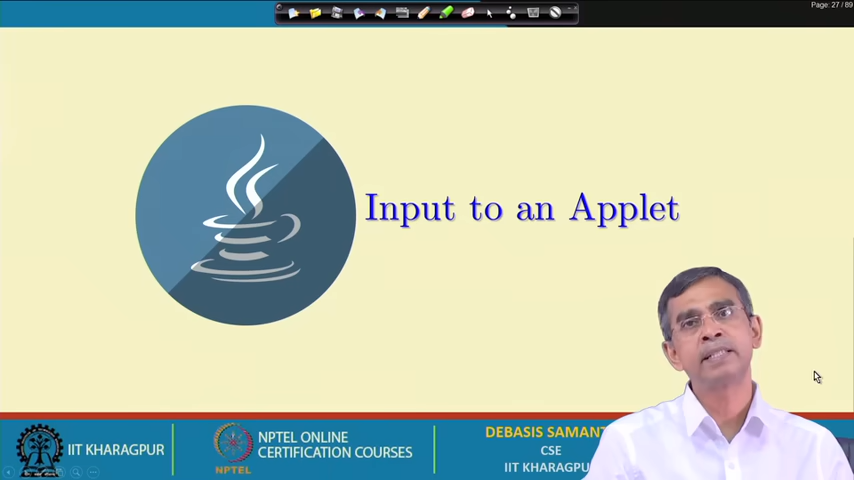 Page: 27 / 89
Input to an Applet
IIT KHARAGPUR
NPTEL
NPTEL ONLINE
CERTIFICATION COURSES
DEBASIS SAMANT
CSE
IIT KHARAGPU